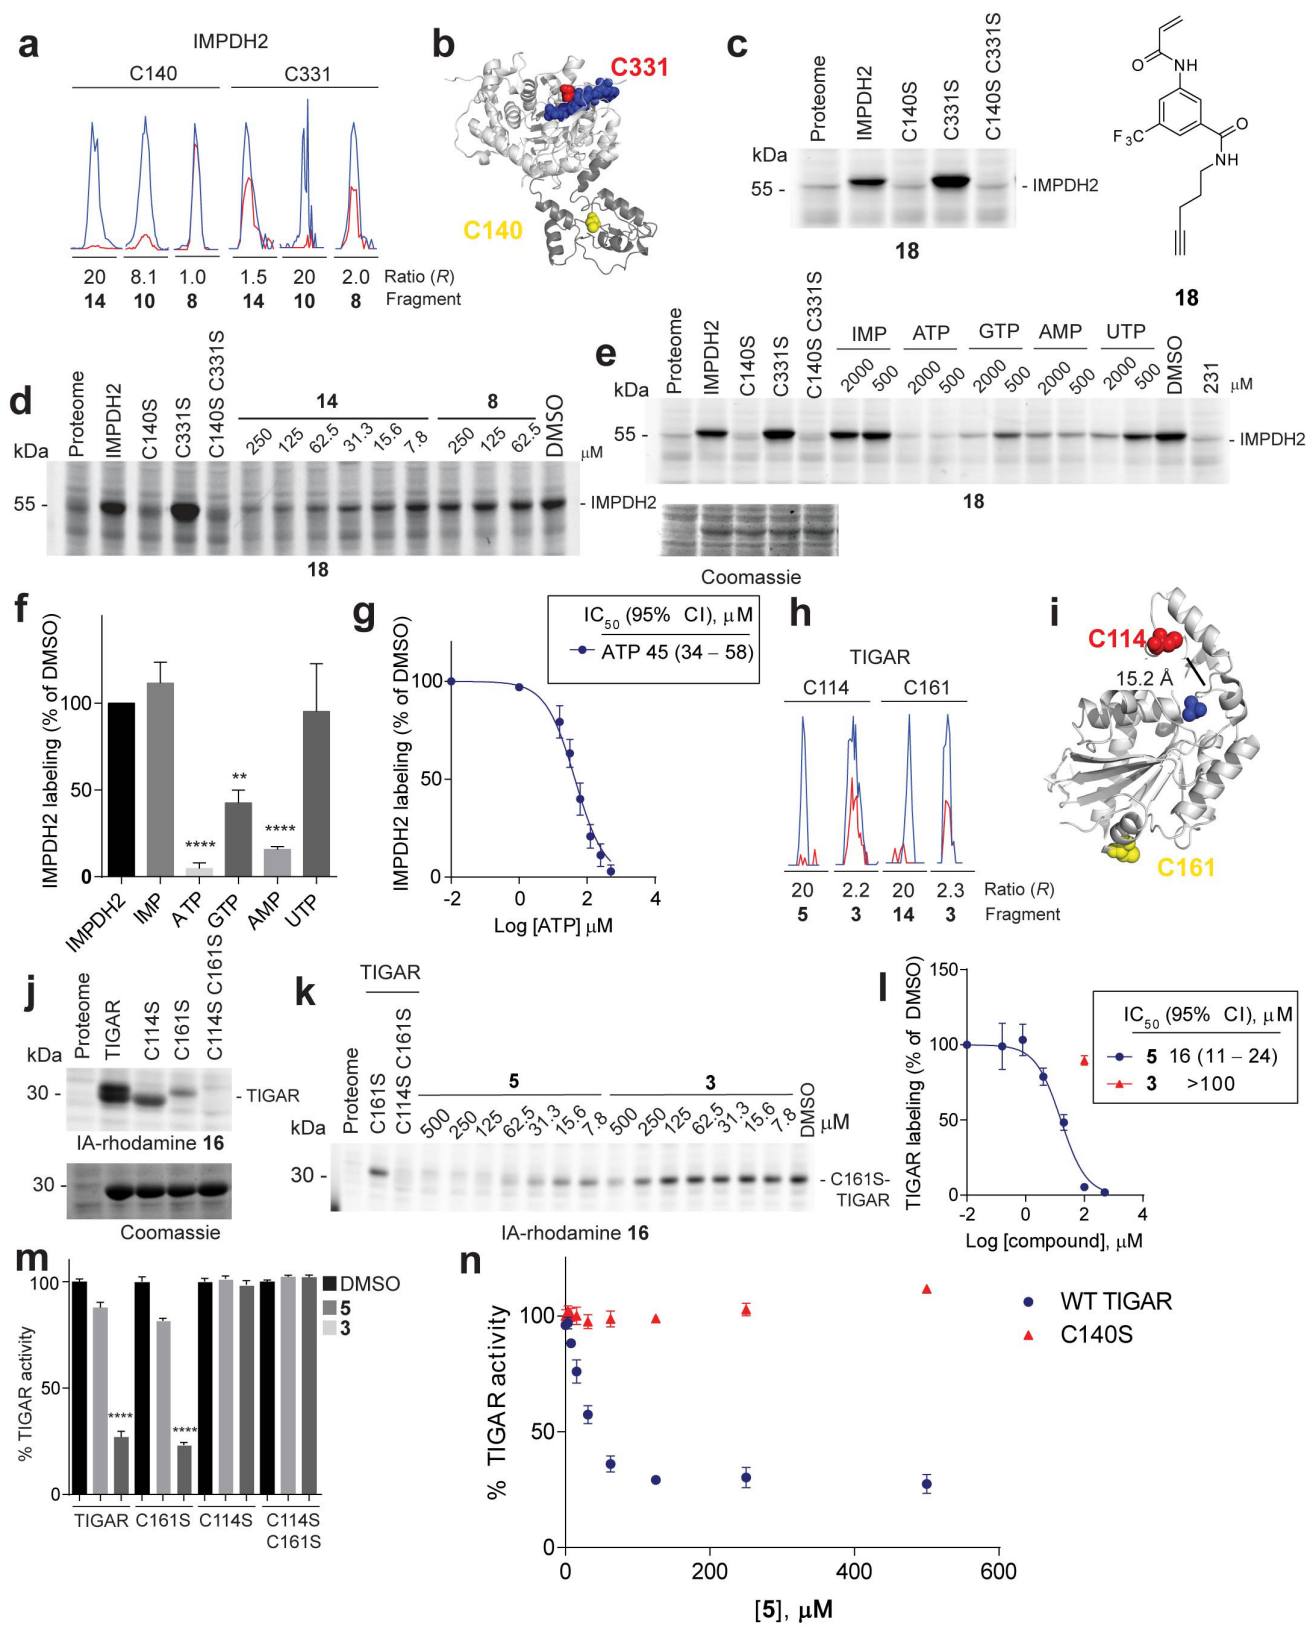 a
IMPDH2
C140 C331
20 8.1 1.0 1.5 20 2.0 Ratio (R)
14 10 8 14 10 8 Fragment
b
C331
C140
c
Proteome IMPDH2 C140S C331S C140S C331S
kDa
55 - - IMPDH2
18
O NH
F3C O
NH
18
d
Proteome IMPDH2 C140S C331S C140S C331S
14 8
250 125 62.5 31.3 15.6 7.8 250 125 62.5 DMSO
kDa μM
55 - - IMPDH2
18
e
Proteome IMPDH2 C140S C331S C140S C331S
IMP ATP GTP AMP UTP
2000 500 2000 500 2000 500 2000 500 2000 500 DMSO 231 μM
kDa
55 - - IMPDH2
18
Coomassie
f
IMPDH2 labeling (% of DMSO)
100
50
0
**** ** ****
IMPDH2 IMP ATP GTP AMP UTP
g
IC50 (95% CI), μM
ATP 45 (34 – 58)
IMPDH2 labeling (% of DMSO)
100
50
0
-2 0 2 4
Log [ATP] μM
h
TIGAR
C114 C161
20 2.2 20 2.3 Ratio (R)
5 3 14 3 Fragment
i
C114
15.2 Å
C161
j
Proteome TIGAR C114S C161S C114S C161S
kDa
30 - - TIGAR
IA-rhodamine 16
30 -
Coomassie
k
TIGAR
Proteome C161S C114S C161S
5 3
500 250 125 62.5 31.3 15.6 7.8 500 250 125 62.5 31.3 15.6 7.8 DMSO
kDa μM
30 - - C161S-
TIGAR
IA-rhodamine 16
l
TIGAR labeling (% of DMSO)
150
100
50
0
-2 0 2 4
Log [compound], μM
IC50 (95% CI), μM
5 16 (11 – 24)
3 >100
m
% TIGAR activity
100
50
0
DMSO
5
3
**** ****
TIGAR C161S C114S C114S
C161S
n
% TIGAR activity
100
50
0
0 200 400 600
[5], μM
WT TIGAR
C140S